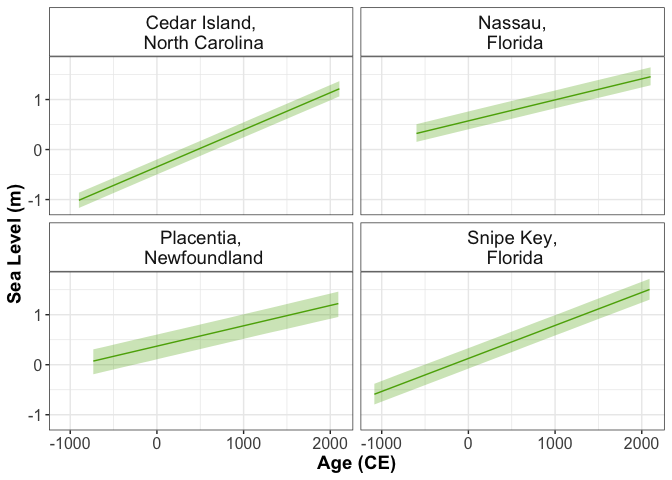 Cedar Island,
North Carolina
Nassau,
Florida
1
0
-1
Placentia,
Newfoundland
Snipe Key,
Florida
1
0
-1
-1000 0 1000 2000 -1000 0 1000 2000
Age (CE)
Sea Level (m)